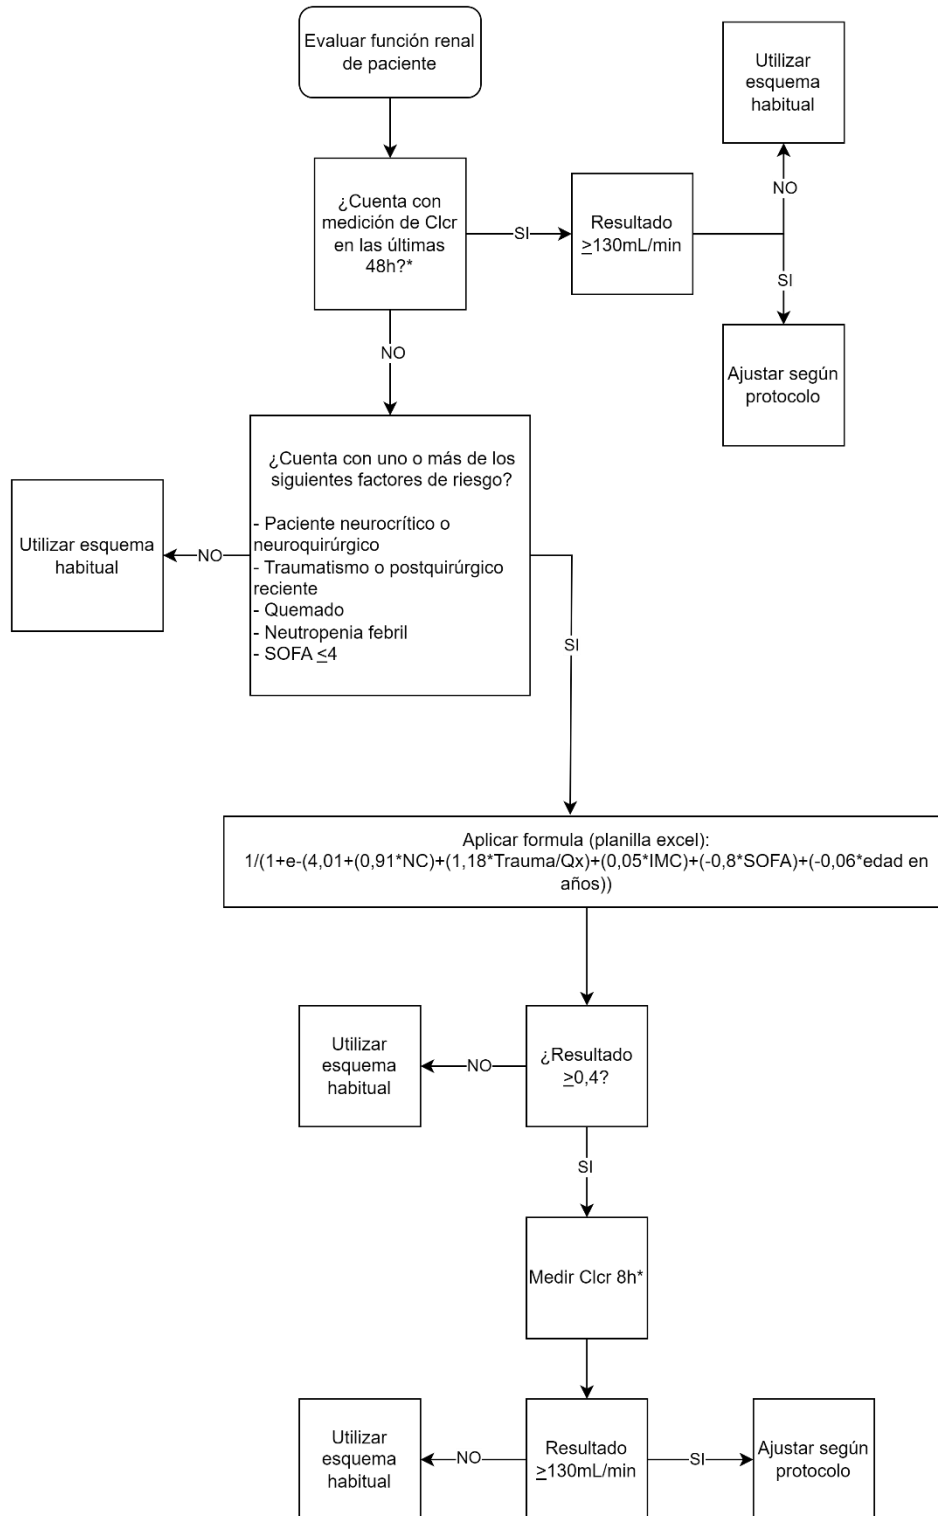 Evaluar función renal
de paciente
Utilizar
esquema
habitual
¿Cuenta con
medición de Clcr
en las últimas
48h?*
SI
Resultado
≥130mL/min
NO
SI
Ajustar según
protocolo
NO
¿Cuenta con uno o más de los
siguientes factores de riesgo?
- Paciente neurocrítico o
neuroquirúrgico
- Traumatismo o postquirúrgico
reciente
- Quemado
- Neutropenia febril
- SOFA ≤4
NO
Utilizar esquema
habitual
SI
Aplicar formula (planilla excel):
1/(1+e-(4,01+(0,91*NC)+(1,18*Trauma/Qx)+(0,05*IMC)+(-0,8*SOFA)+(-0,06*edad en
años))
¿Resultado
≥0,4?
NO
Utilizar
esquema
habitual
SI
Medir Clcr 8h*
Resultado
≥130mL/min
NO
Utilizar
esquema
habitual
SI
Ajustar según
protocolo